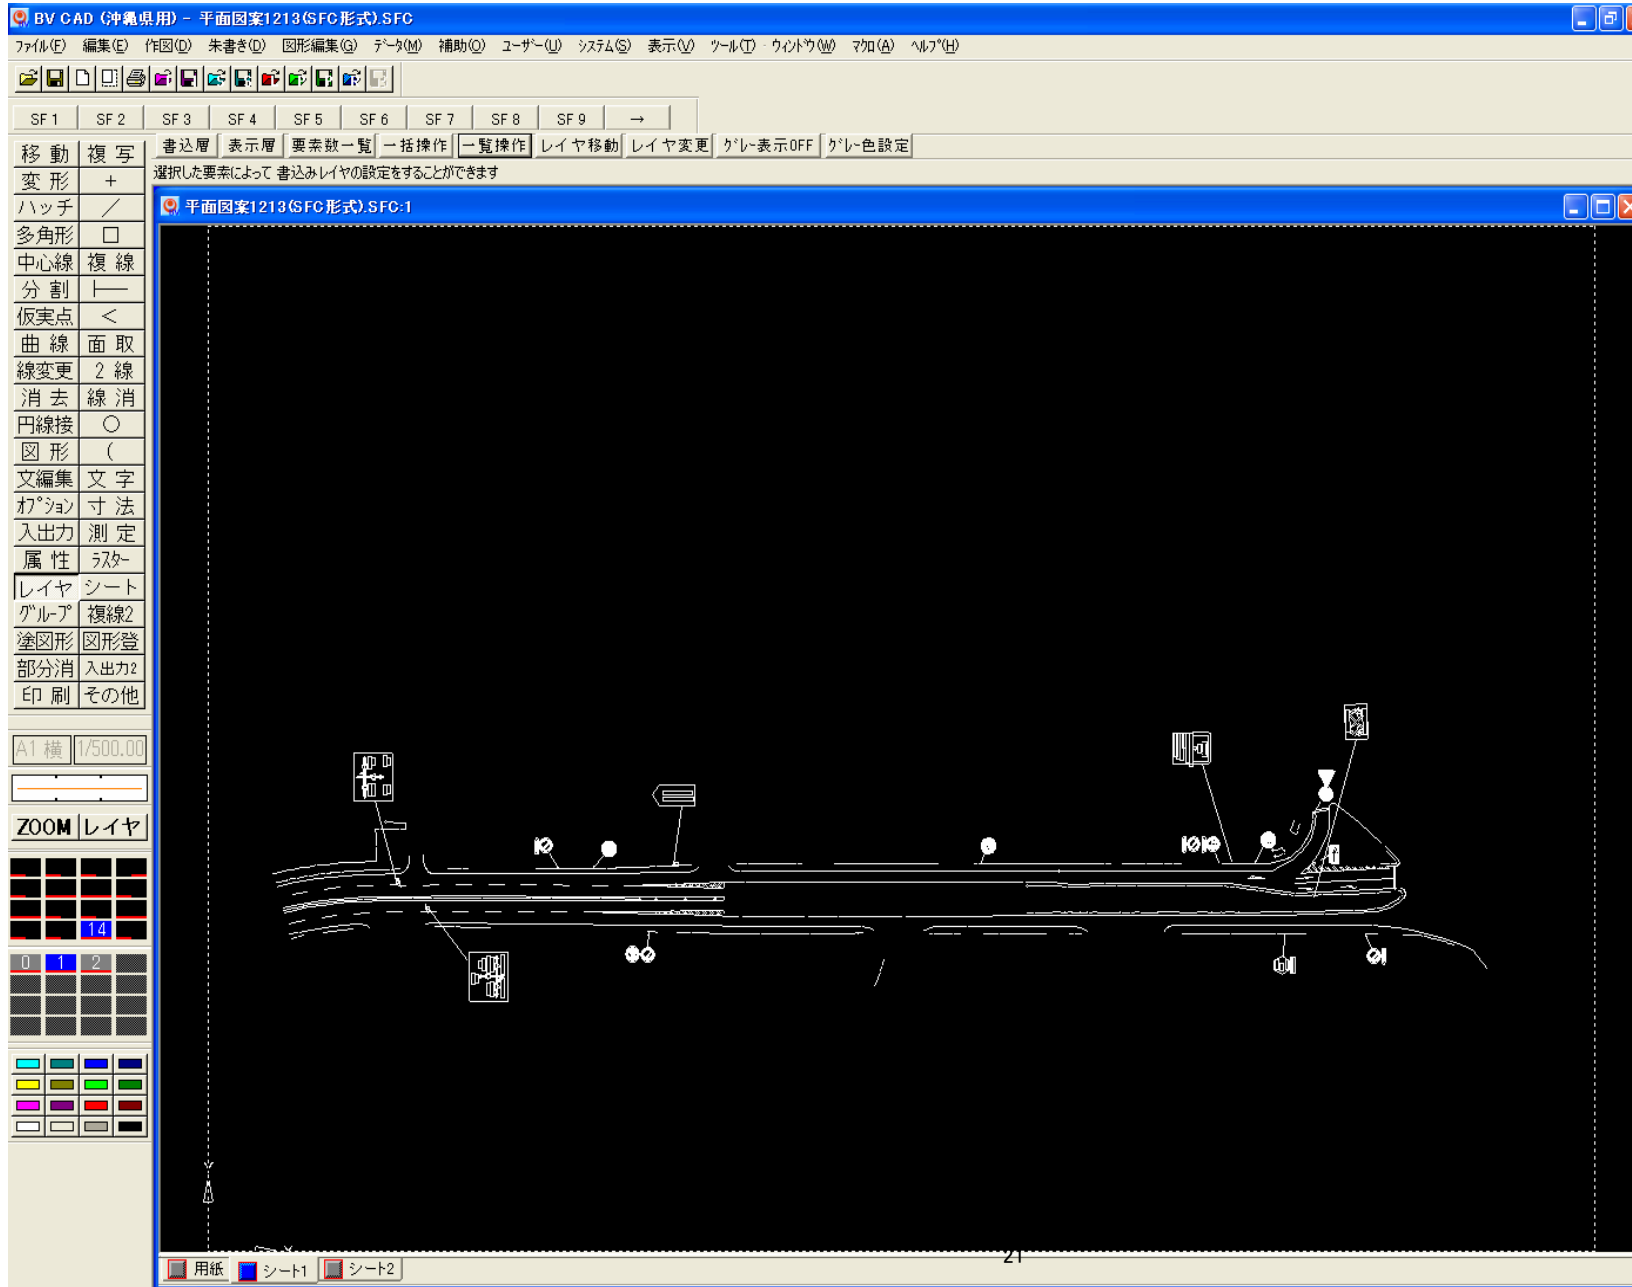 BV CAD (沖縄県用) - 平面図案1213(SFC形式).SFC
ﾌｧｲﾙ(F) 編集(E) 作図(D) 朱書き(D) 図形編集(G) ﾃﾞｰﾀ(M) 補助(O) ﾕｰｻﾞｰ(U) ｼｽﾃﾑ(S) 表示(V) ﾂｰﾙ(T) ｳｨﾝﾄﾞｳ(W) ﾏｸﾛ(A) ﾍﾙﾌﾟ(H)
SF 1 SF 2 SF 3 SF 4 SF 5 SF 6 SF 7 SF 8 SF 9 →
書込層 表示層 要素数一覧 一括操作 一覧操作 レイヤ移動 レイヤ変更 ｸﾞﾚｰ表示OFF ｸﾞﾚｰ色設定
選択した要素によって 書込みレイヤの設定をすることができます
平面図案1213(SFC形式).SFC:1
移 動 複 写
変 形 +
ハッチ ／
多角形 □
中心線 複 線
分 割 ├─
仮実点 ＜
曲 線 面 取
線変更 2 線
消 去 線 消
円線接 ○
図 形 (
文編集 文 字
ｵﾌﾟｼｮﾝ 寸 法
入出力 測 定
属 性 ﾗｽﾀｰ
レイヤ シート
ｸﾞﾙｰﾌﾟ 複線2
塗図形 図形登
部分消 入出力2
印 刷 その他
A1 横 1/500.00
ZOOM レイヤ
14
0 1 2
21
用紙 シート1 シート2